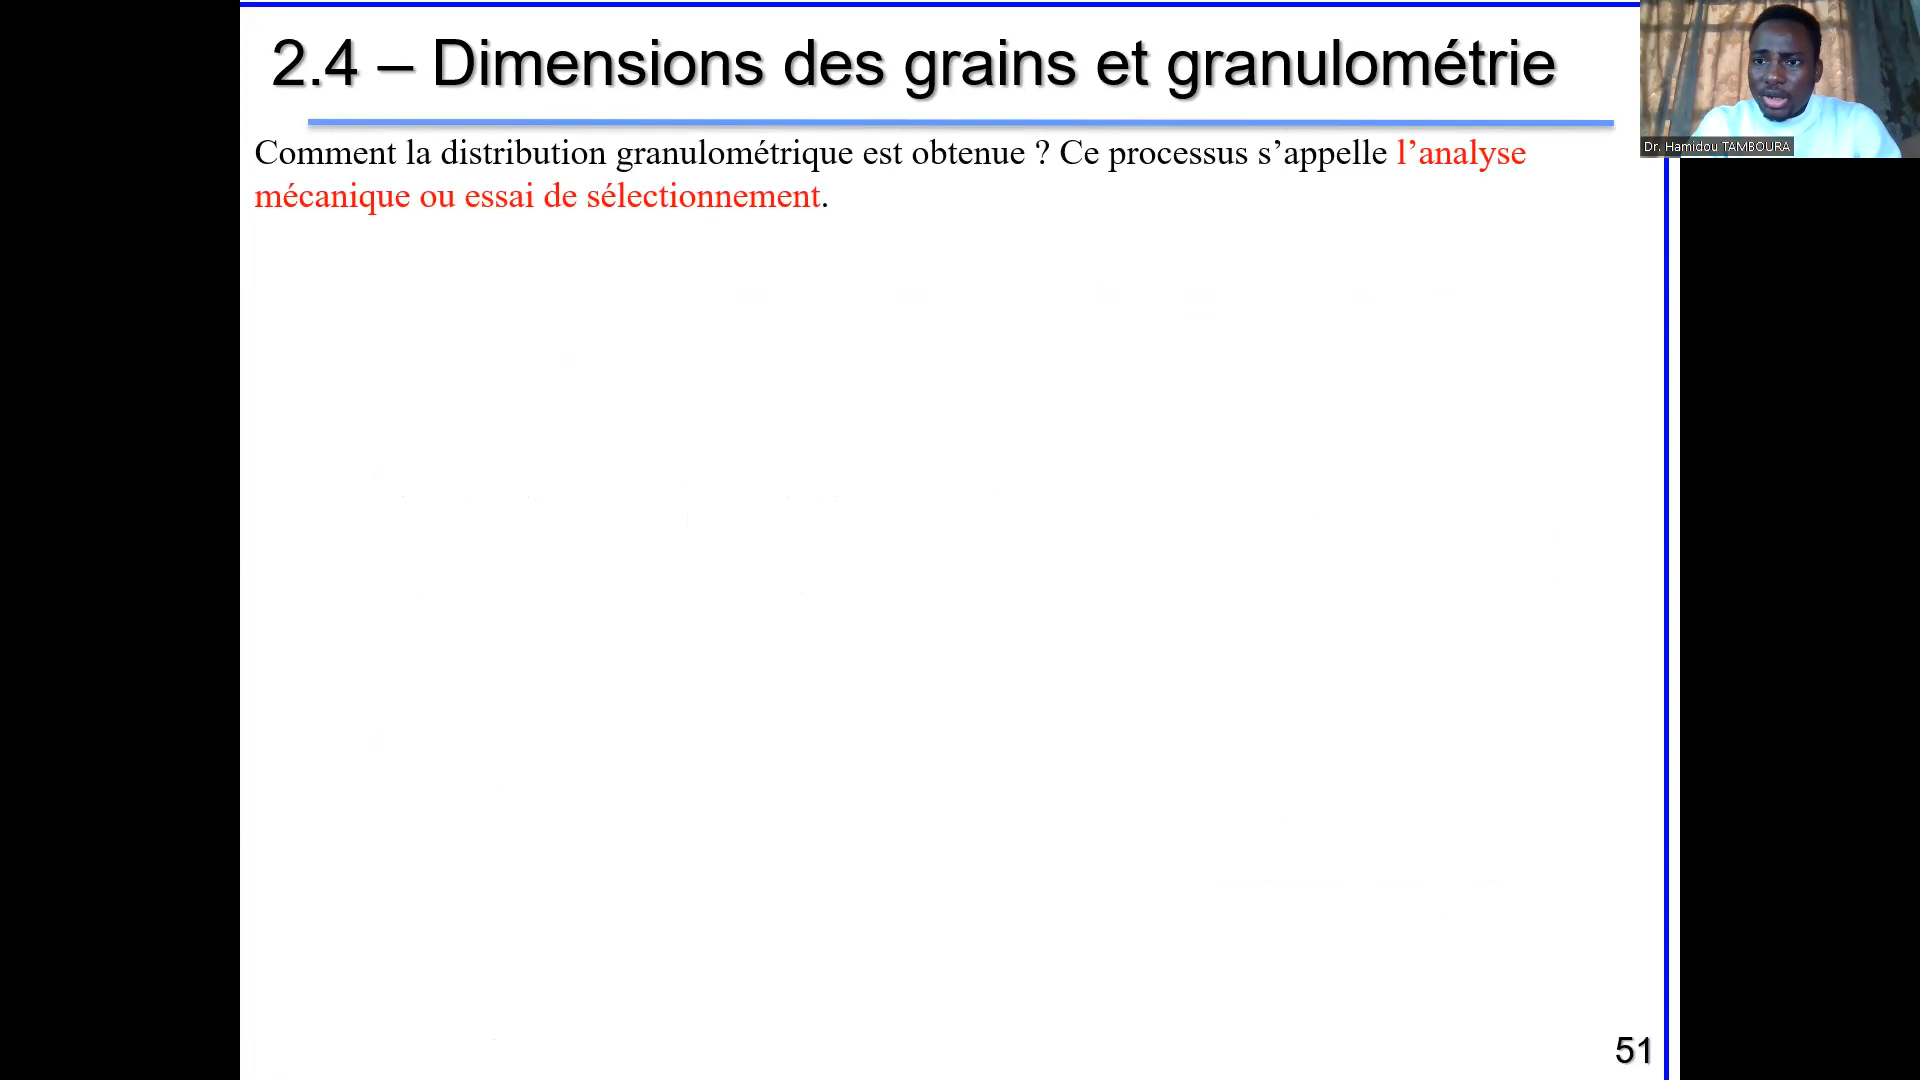 2.4 – Dimensions des grains et granulométrie
Dr. Hamidou TAMBOURA
Comment la distribution granulométrique est obtenue ? Ce processus s’appelle l’analyse
mécanique ou essai de sélectionnement.
51